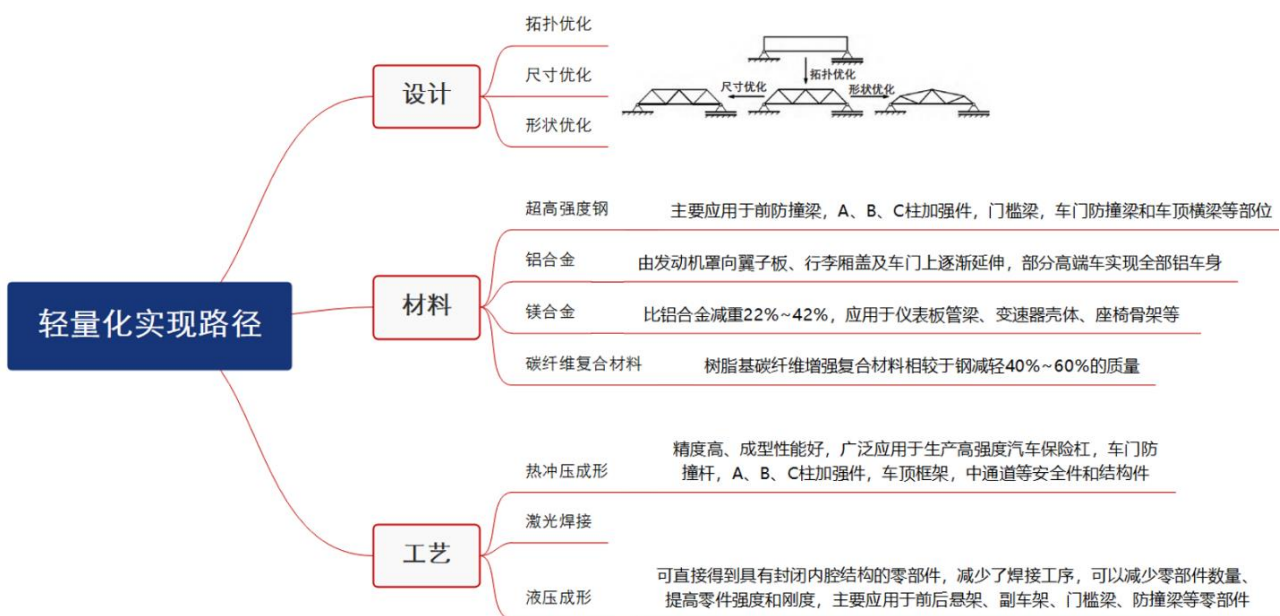 轻量化实现路径
设计
拓扑优化
尺寸优化
形状优化
拓扑优化
尺寸优化
形状优化
材料
超高强度钢
主要应用于前防撞梁，A、B、C柱加强件，门槛梁，车门防撞梁和车顶横梁等部位
铝合金
由发动机罩向翼子板、行李厢盖及车门上逐渐延伸，部分高端车实现全部铝车身
镁合金
比铝合金减重22%~42%，应用于仪表板管梁、变速器壳体、座椅骨架等
碳纤维复合材料
树脂基碳纤维增强复合材料相较于钢减轻40%~60%的质量
工艺
热冲压成形
精度高、成型性能好，广泛应用于生产高强度汽车保险杠，车门防
撞杆，A、B、C柱加强件，车顶框架，中通道等安全件和结构件
激光焊接
液压成形
可直接得到具有封闭内腔结构的零部件，减少了焊接工序，可以减少零部件数量、
提高零件强度和刚度，主要应用于前后悬架、副车架、门槛梁、防撞梁等零部件